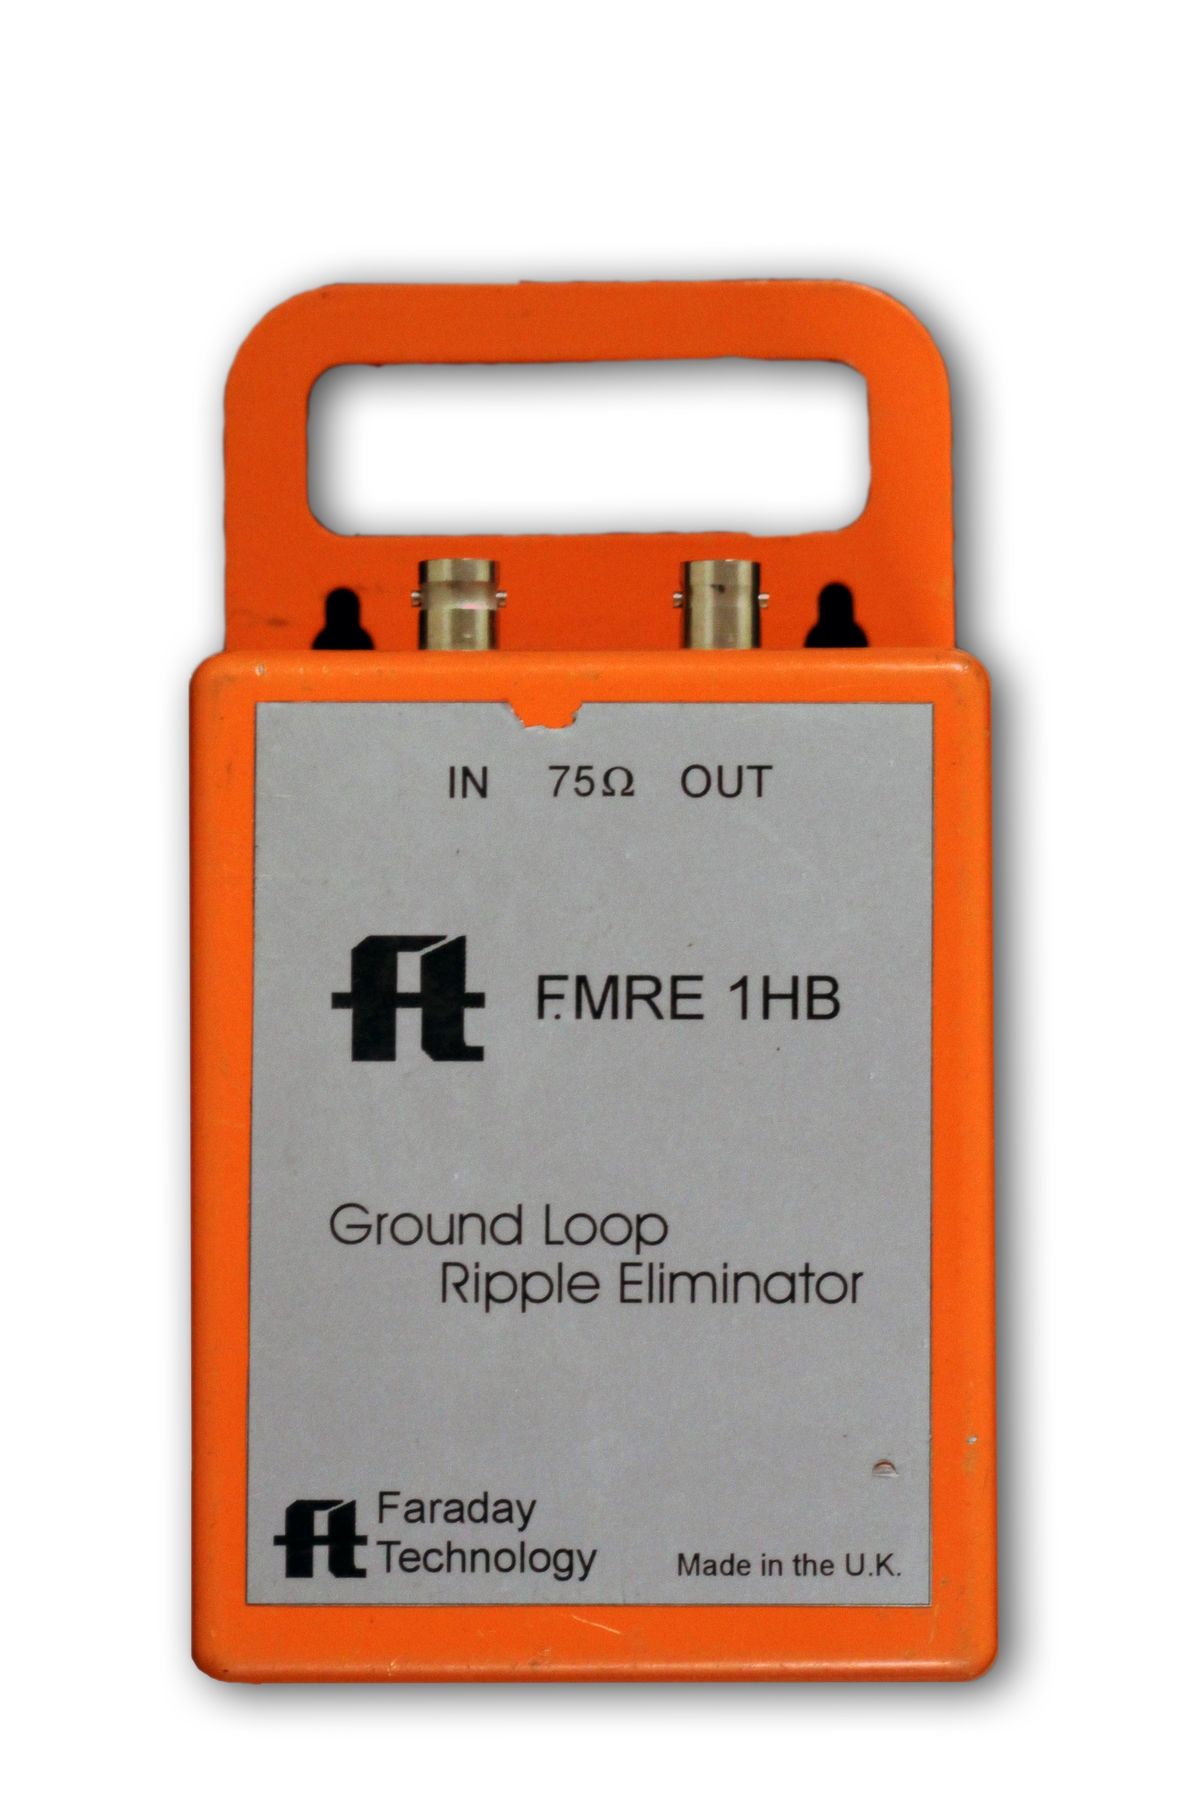 IN 75Ω OUT
ft F.MRE 1HB
Ground Loop
Ripple Eliminator
ft Faraday
Technology
Made in the U.K.